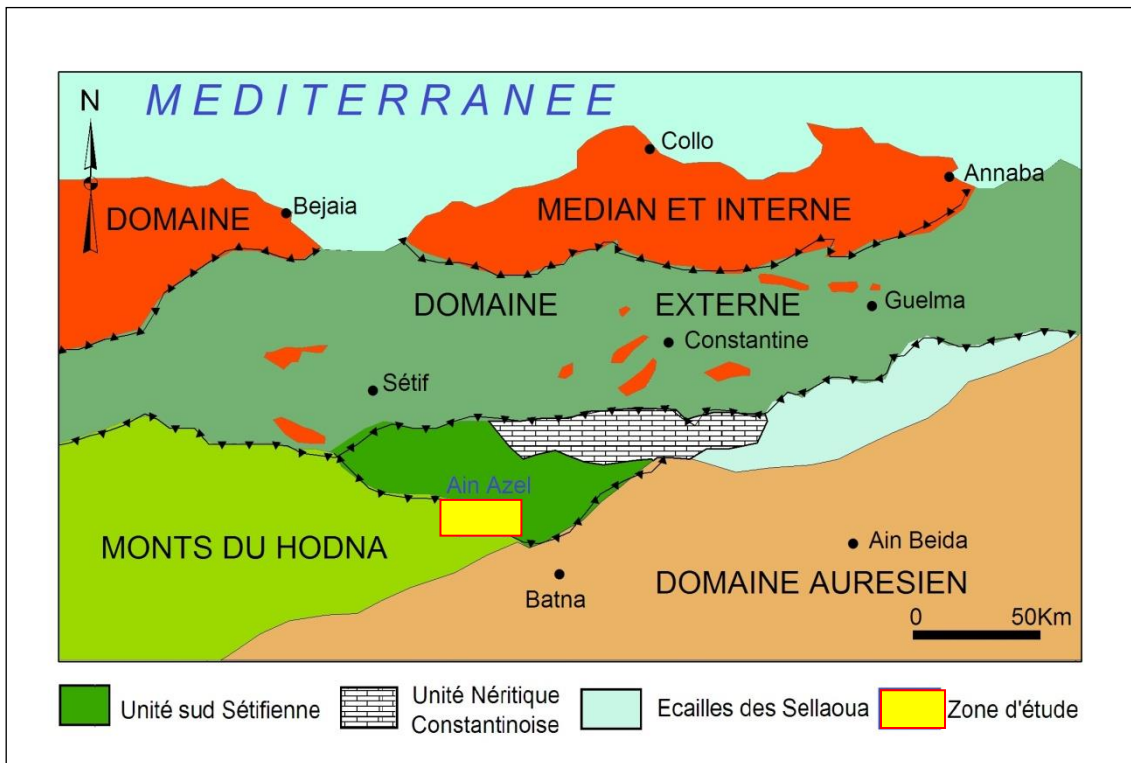 MEDITERRANEE
N
Collo
Annaba
Bejaia
DOMAINE
MEDIAN ET INTERNE
DOMAINE
EXTERNE
Guelma
Constantine
Sétif
Ain Azel
MONTS DU HODNA
Ain Beida
Batna
DOMAINE AURESIEN
0
50Km
Unité sud Sétifienne
Unité Néritique
Constantinoise
Ecailles des Sellaoua
Zone d'étude